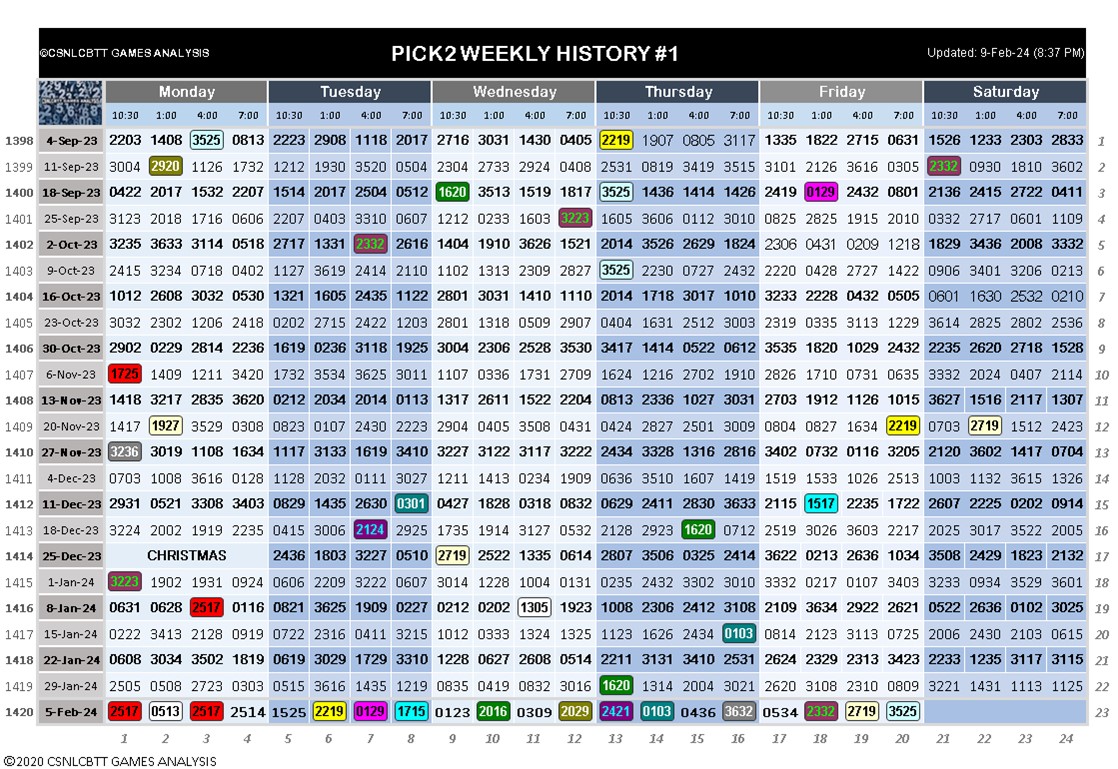 ©CSNLCBTT GAMES ANALYSIS PICK2 WEEKLY HISTORY #1 Updated: 9-Feb-24 (8:37 PM)
Monday Tuesday Wednesday Thursday Friday Saturday
10:30 1:00 4:00 7:00 10:30 1:00 4:00 7:00 10:30 1:00 4:00 7:00 10:30 1:00 4:00 7:00 10:30 1:00 4:00 7:00 10:30 1:00 4:00 7:00
1398 4-Sep-23 2203 1408 3525 0813 2223 2908 1118 2017 2716 3031 1430 0405 2219 1907 0805 3117 1335 1822 2715 0631 1526 1233 2303 2833 1
1399 11-Sep-23 3004 2920 1126 1732 1212 1930 3520 0504 2304 2733 2924 0408 2531 0819 3419 3515 3101 2126 3616 0305 2332 0930 1810 3602 2
1400 18-Sep-23 0422 2017 1532 2207 1514 2017 2504 0512 1620 3513 1519 1817 3525 1436 1414 1426 2419 0129 2432 0801 2136 2415 2722 0411 3
1401 25-Sep-23 3123 2018 1716 0606 2207 0403 3310 0607 1212 0233 1603 3223 1605 3606 0112 3010 0825 2825 1915 2010 0332 2717 0601 1109 4
1402 2-Oct-23 3235 3633 3114 0518 2717 1331 2332 2616 1404 1910 3626 1521 2014 3526 2629 1824 2306 0431 0209 1218 1829 3436 2008 3332 5
1403 9-Oct-23 2415 3234 0718 0402 1127 3619 2414 2110 1102 1313 2309 2827 3525 2230 0727 2432 2220 0428 2727 1422 0906 3401 3206 0213 6
1404 16-Oct-23 1012 2608 3032 0530 1321 1605 2435 1122 2801 3031 1410 1110 2014 1718 3017 1010 3233 2228 0432 0505 0601 1630 2532 0210 7
1405 23-Oct-23 3032 2302 1206 2418 0202 2715 2422 1203 2801 1318 0509 2907 0404 1631 2512 3003 2319 0335 3113 1229 3614 2825 2802 2536 8
1406 30-Oct-23 2902 0229 2814 2236 1619 0236 3118 1925 3004 2306 2528 3530 3417 1414 0522 0612 3535 1820 1029 2432 2235 2620 2718 1528 9
1407 6-Nov-23 1725 1409 1211 3420 1732 3534 3625 3011 1107 0336 1731 2709 1624 1216 2702 1910 2826 1710 0731 0635 3332 2024 0407 2114 10
1408 13-Nov-23 1418 3217 2835 3620 0212 2034 2014 0113 1317 2611 1522 2204 0813 2336 1027 3031 2703 1912 1126 1015 3627 1516 2117 1307 11
1409 20-Nov-23 1417 1927 3529 0308 0823 0107 2430 2223 2904 0405 3508 0431 0424 2827 2501 3009 0804 0827 1634 2219 0703 2719 1512 2423 12
1410 27-Nov-23 3236 3019 1108 1634 1117 3133 1619 3410 3227 3122 3117 3222 2434 3328 1316 2816 3402 0732 0116 3205 2120 3602 1417 0704 13
1411 4-Dec-23 0703 1008 3616 0128 1128 2032 0111 3027 1211 1413 0234 1909 0636 3510 1607 1419 1519 1533 1026 2513 1003 1132 3615 1326 14
1412 11-Dec-23 2931 0521 3308 3403 0829 1435 2630 0301 0427 1828 0318 0832 0629 2411 2830 3633 2115 1517 2235 1722 2607 2225 0202 0914 15
1413 18-Dec-23 3224 2002 1919 2235 0415 3006 2124 2925 1735 1914 3127 0532 2128 2923 1620 0712 2519 3026 3603 2217 2025 3017 3522 2005 16
1414 25-Dec-23 CHRISTMAS 2436 1803 3227 0510 2719 2522 1335 0614 2807 3506 0325 2414 3622 0213 2636 1034 3508 2429 1823 2132 17
1415 1-Jan-24 3223 1902 1931 0924 0606 2209 3222 0607 3014 1228 1004 0131 0235 2432 3302 3010 3332 0217 0107 3403 3233 0934 3529 3601 18
1416 8-Jan-24 0631 0628 2517 0116 0821 3625 1909 0227 0212 0202 1305 1923 1008 2306 2412 3108 2109 3634 2922 2621 0522 2636 0102 3025 19
1417 15-Jan-24 0222 3413 2128 0919 0722 2316 0411 3215 1012 0333 1324 1325 1123 1626 2434 0103 0814 2123 3113 0725 2006 2430 2103 0615 20
1418 22-Jan-24 0608 3034 3502 1819 0619 3029 1729 3310 1228 0627 2608 0514 2211 3131 3410 2531 2624 2329 2313 3423 2233 1235 3117 3115 21
1419 29-Jan-24 2505 0508 2723 0303 0515 3616 1435 1219 0835 0419 0832 3016 1620 1314 2004 3021 2620 3108 2310 0809 3221 1431 1113 1125 22
1420 5-Feb-24 2517 0513 2517 2514 1525 2219 0129 1715 0123 2016 0309 2029 2421 0103 0436 3632 0534 2332 2719 3525 23
1 2 3 4 5 6 7 8 9 10 11 12 13 14 15 16 17 18 19 20 21 22 23 24
©2020 CSNLCBTT GAMES ANALYSIS